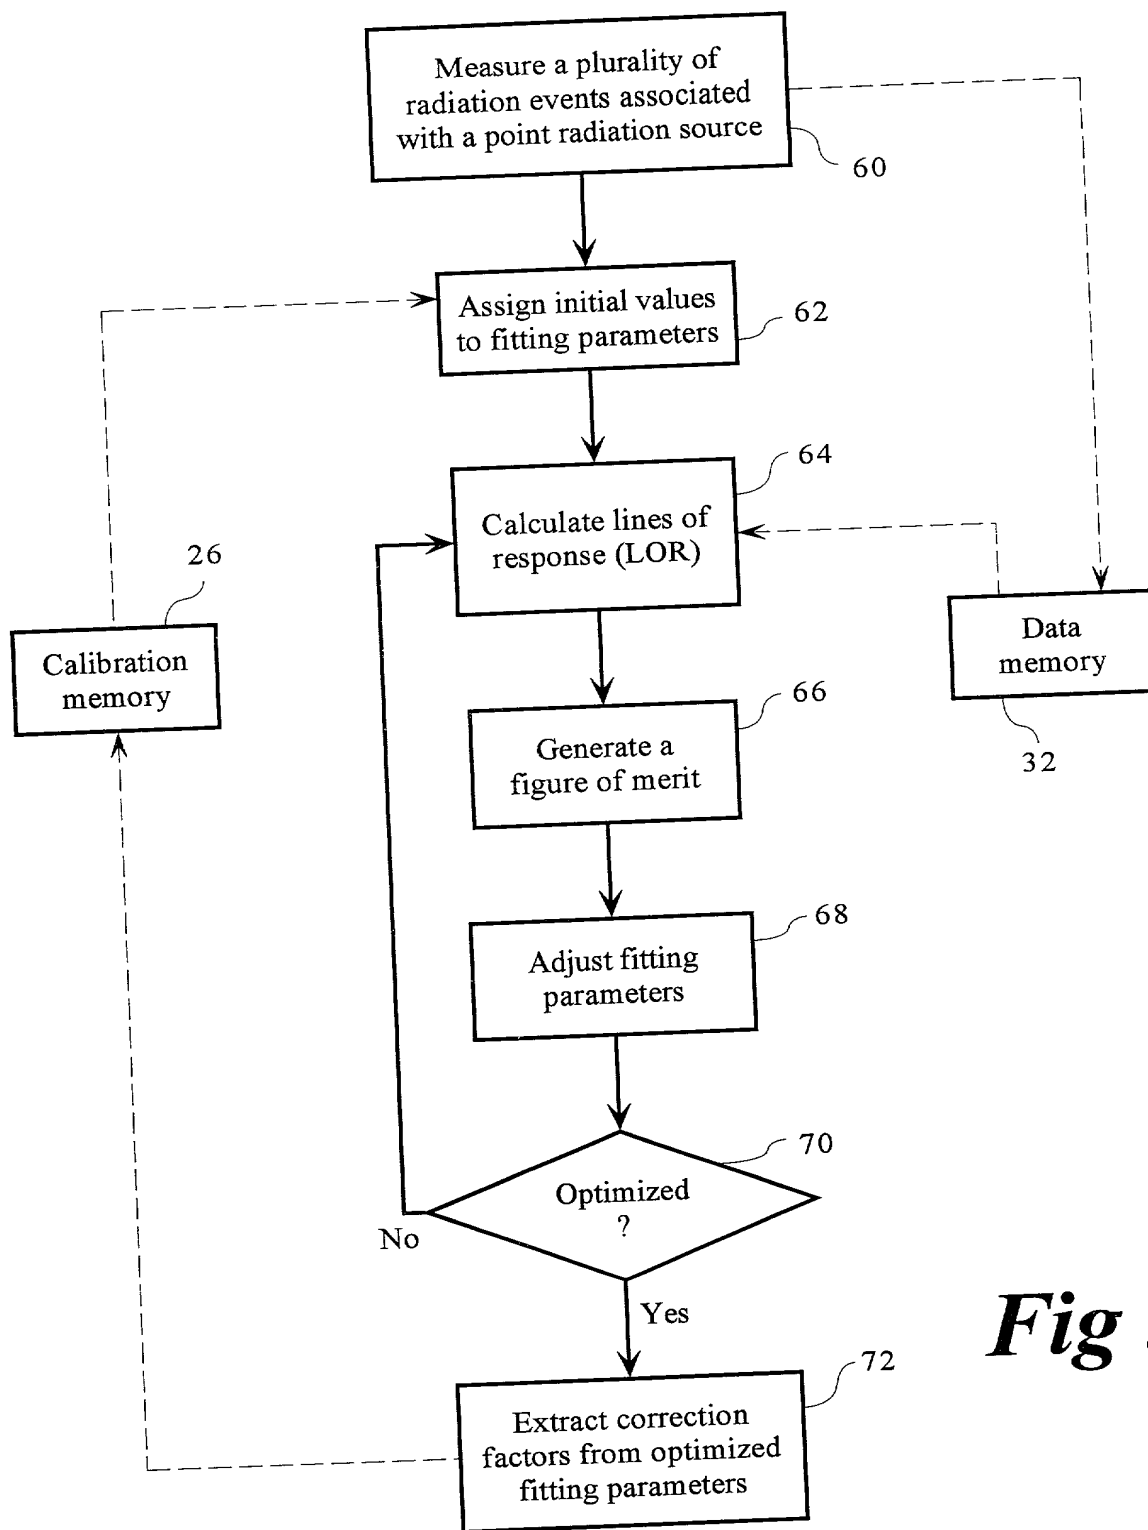 Measure a plurality of
radiation events associated
with a point radiation source
60
Assign initial values
to fitting parameters
62
64
Calculate lines of
response (LOR)
26
Calibration
memory
Data
memory
32
66
Generate a
figure of merit
68
Adjust fitting
parameters
70
Optimized
?
No
Yes
Fig
72
Extract correction
factors from optimized
fitting parameters